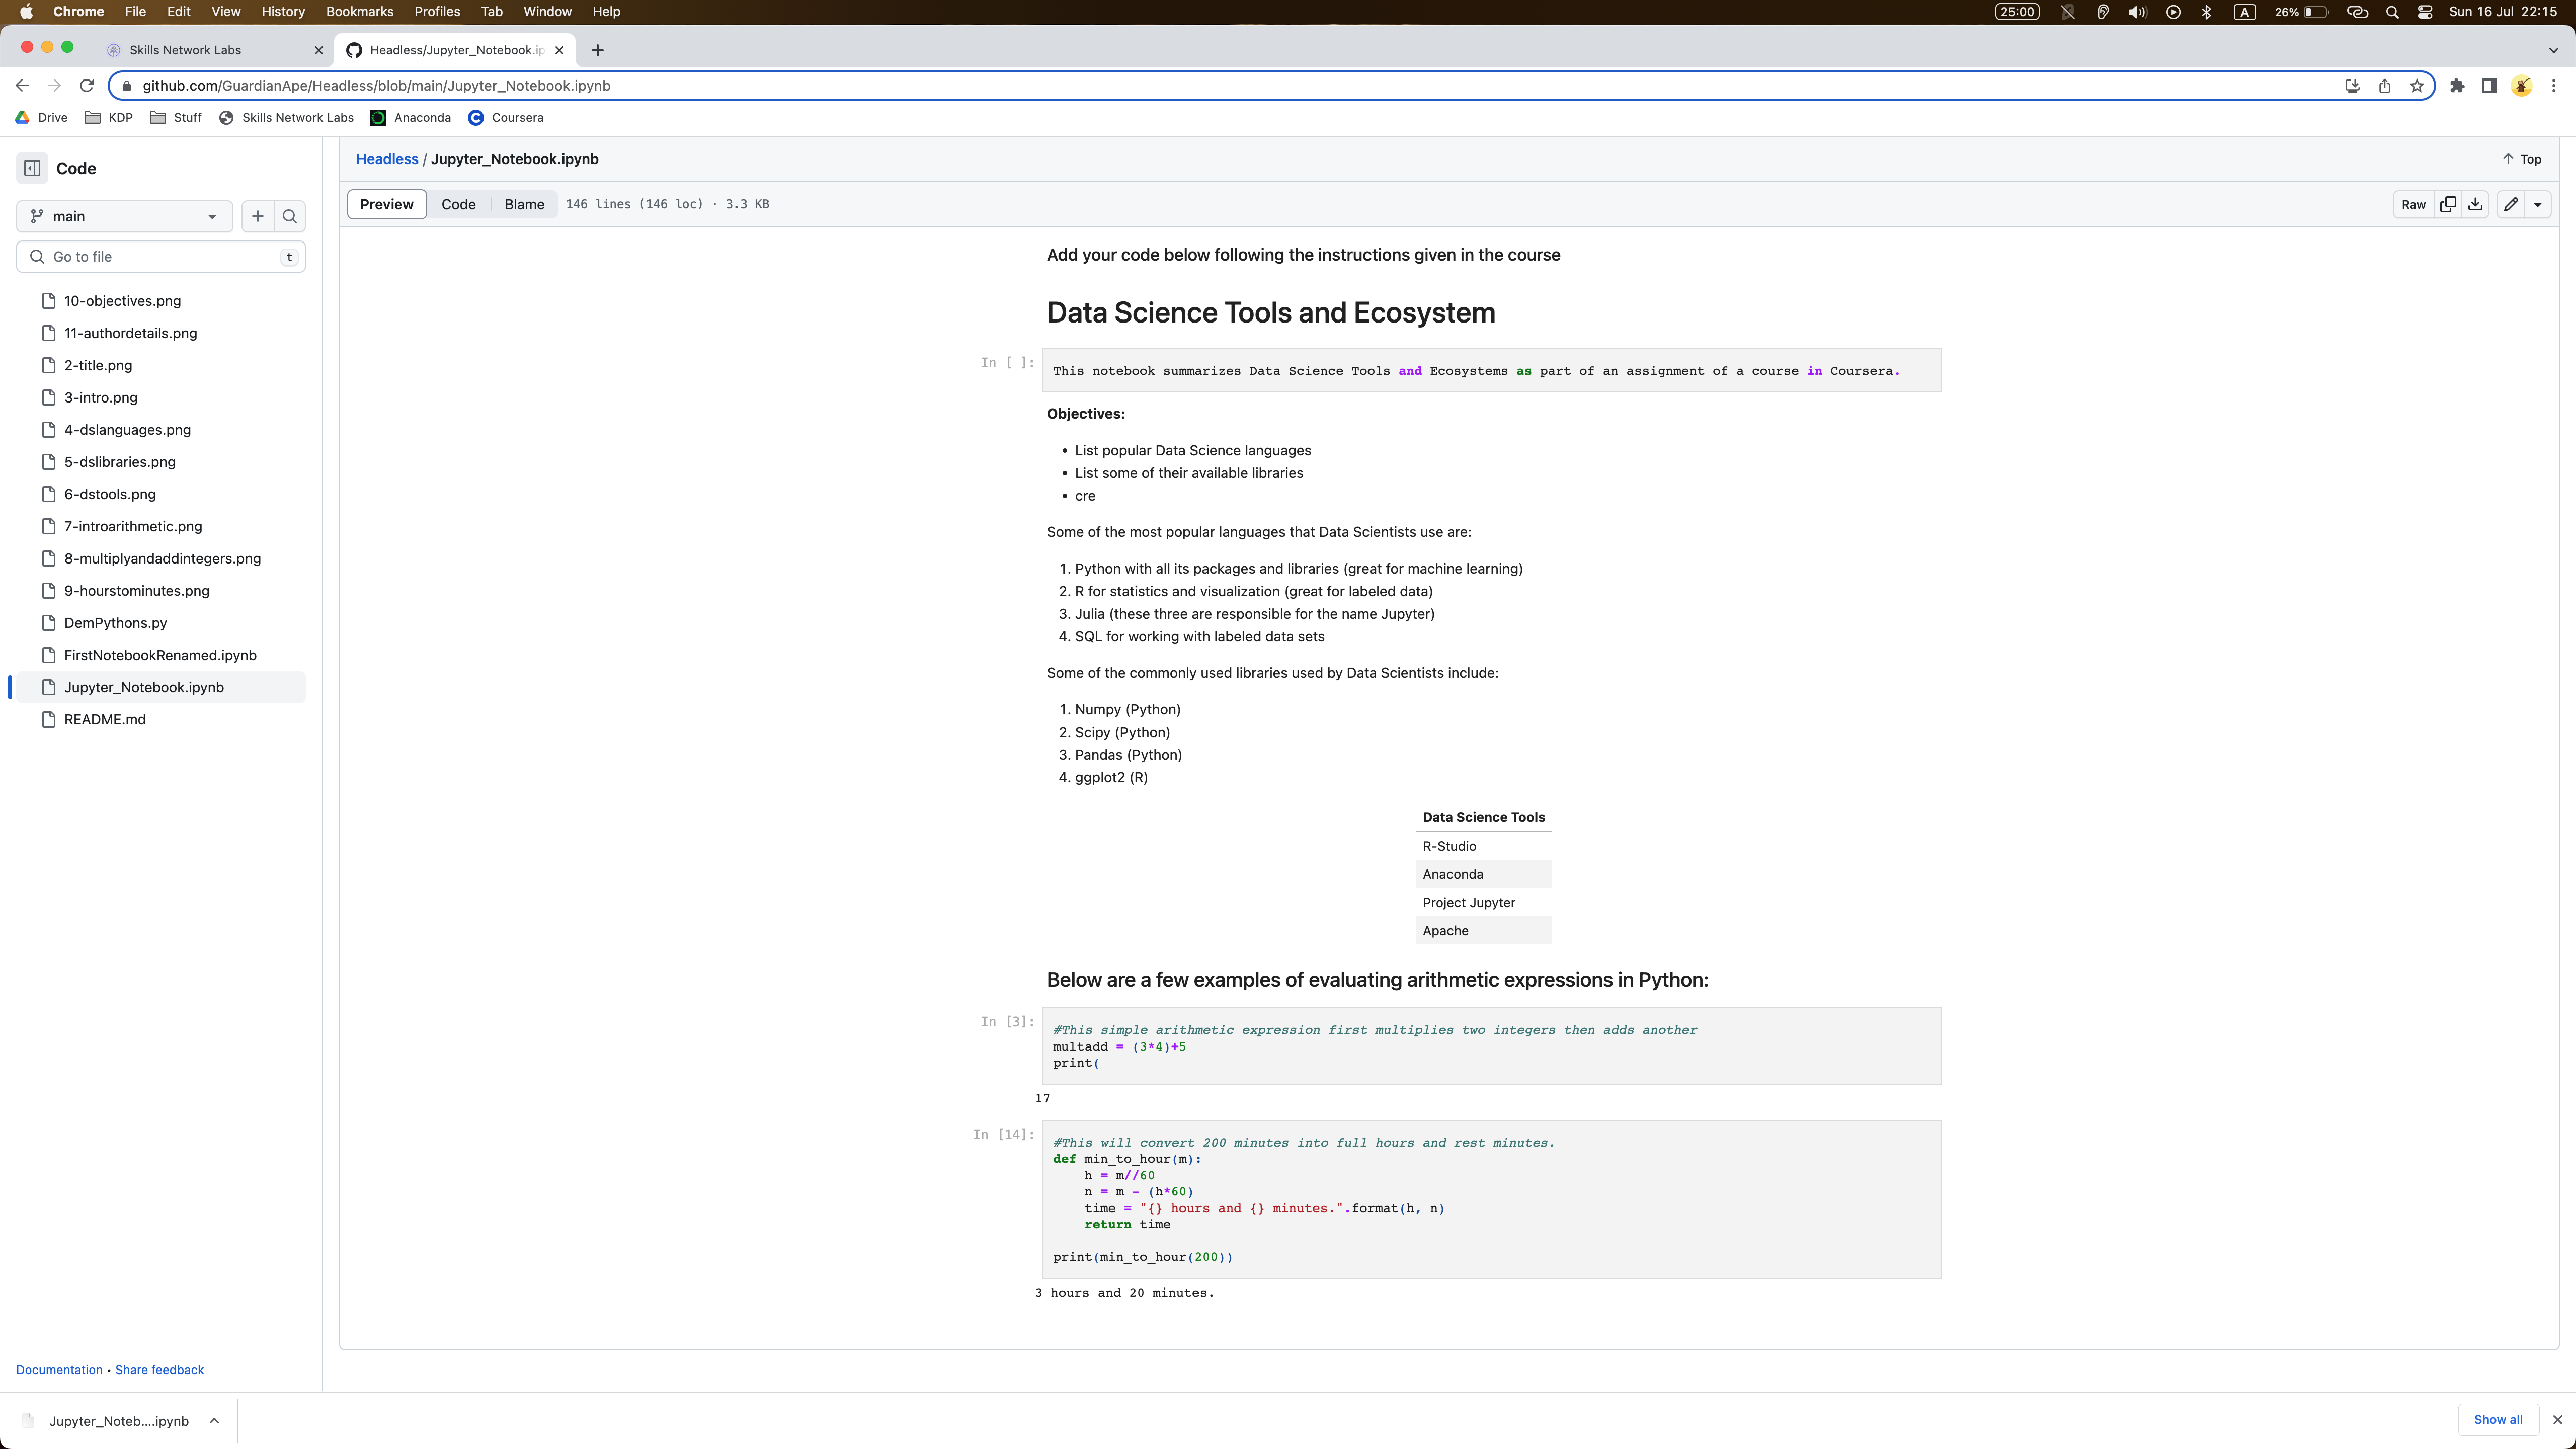 Chrome File Edit View History Bookmarks Profiles Tab Window Help 25:00 A 26% Sun 16 Jul 22:15
Skills Network Labs Headless/Jupyter_Notebook.ip
github.com/GuardianApe/Headless/blob/main/Jupyter_Notebook.ipynb
Drive KDP Stuff Skills Network Labs Anaconda Coursera
Code
main
Go to file t
10-objectives.png
11-authordetails.png
2-title.png
3-intro.png
4-dslanguages.png
5-dslibraries.png
6-dstools.png
7-introarithmetic.png
8-multiplyandaddintegers.png
9-hourstominutes.png
DemPythons.py
FirstNotebookRenamed.ipynb
Jupyter_Notebook.ipynb
README.md
Documentation • Share feedback
Headless / Jupyter_Notebook.ipynb Top
Preview Code Blame 146 lines (146 loc) · 3.3 KB Raw
Add your code below following the instructions given in the course
Data Science Tools and Ecosystem
In [ ]: This notebook summarizes Data Science Tools and Ecosystems as part of an assignment of a course in Coursera.
Objectives:
• List popular Data Science languages
• List some of their available libraries
• cre
Some of the most popular languages that Data Scientists use are:
1. Python with all its packages and libraries (great for machine learning)
2. R for statistics and visualization (great for labeled data)
3. Julia (these three are responsible for the name Jupyter)
4. SQL for working with labeled data sets
Some of the commonly used libraries used by Data Scientists include:
1. Numpy (Python)
2. Scipy (Python)
3. Pandas (Python)
4. ggplot2 (R)
Data Science Tools
R-Studio
Anaconda
Project Jupyter
Apache
Below are a few examples of evaluating arithmetic expressions in Python:
In [3]: #This simple arithmetic expression first multiplies two integers then adds another
multadd = (3*4)+5
print(
17
In [14]: #This will convert 200 minutes into full hours and rest minutes.
def min_to_hour(m):
    h = m//60
    n = m - (h*60)
    time = "{} hours and {} minutes.".format(h, n)
    return time
print(min_to_hour(200))
3 hours and 20 minutes.
Jupyter_Noteb....ipynb Show all